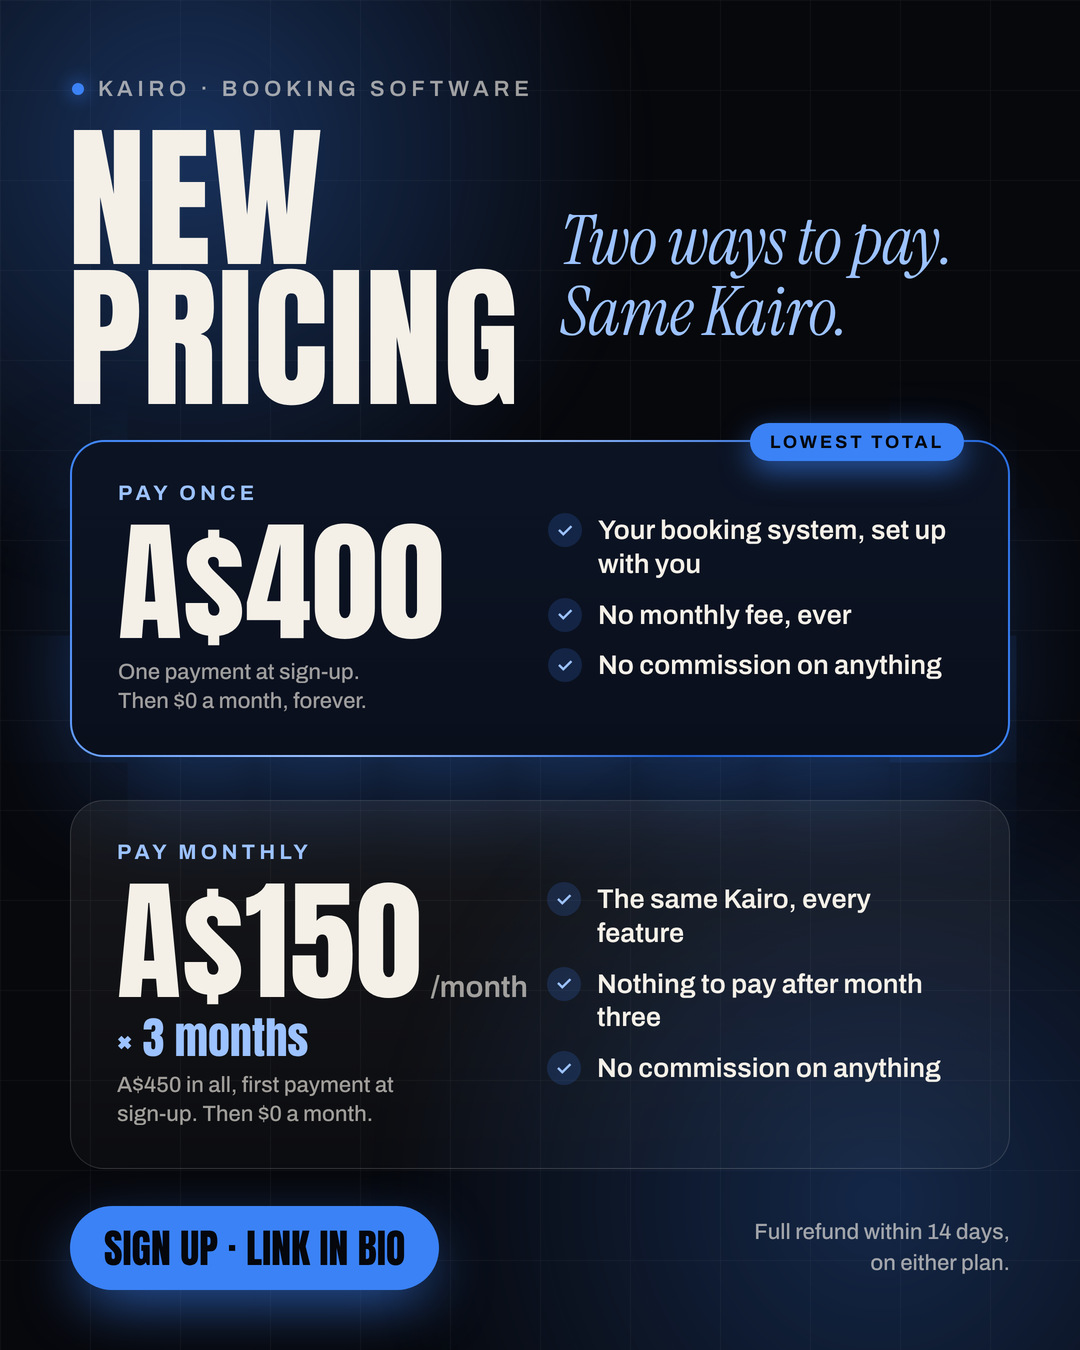 KAIRO · BOOKING SOFTWARE
NEW
PRICING
Two ways to pay.
Same Kairo.
LOWEST TOTAL
PAY ONCE
A$400
One payment at sign-up.
Then $0 a month, forever.
Your booking system, set up
with you
No monthly fee, ever
No commission on anything
PAY MONTHLY
A$150 /month
× 3 months
A$450 in all, first payment at
sign-up. Then $0 a month.
The same Kairo, every
feature
Nothing to pay after month
three
No commission on anything
SIGN UP · LINK IN BIO
Full refund within 14 days,
on either plan.